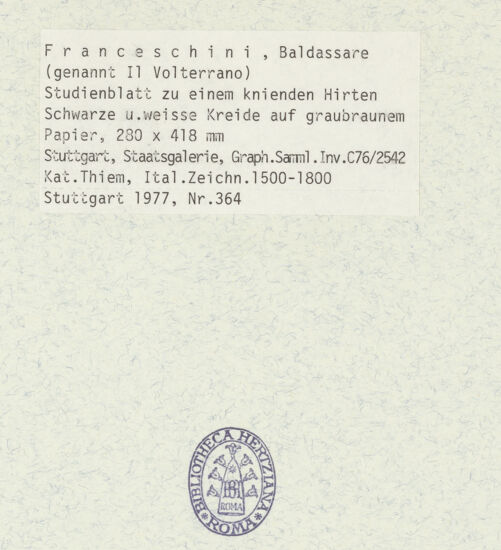 F r a n c e s c h i n i , Baldassare
(genannt Il Volterrano)
Studienblatt zu einem knienden Hirten
Schwarze u.weisse Kreide auf graubraunem
Papier, 280 x 418 mm
Stuttgart, Staatsgalerie, Graph.Samml.Inv.C76/2542
Kat.Thiem, Ital.Zeichn.1500-1800
Stuttgart 1977, Nr.364
*BIBLIOTHECA HERTZIANA*
ROMA
BH
ROMA